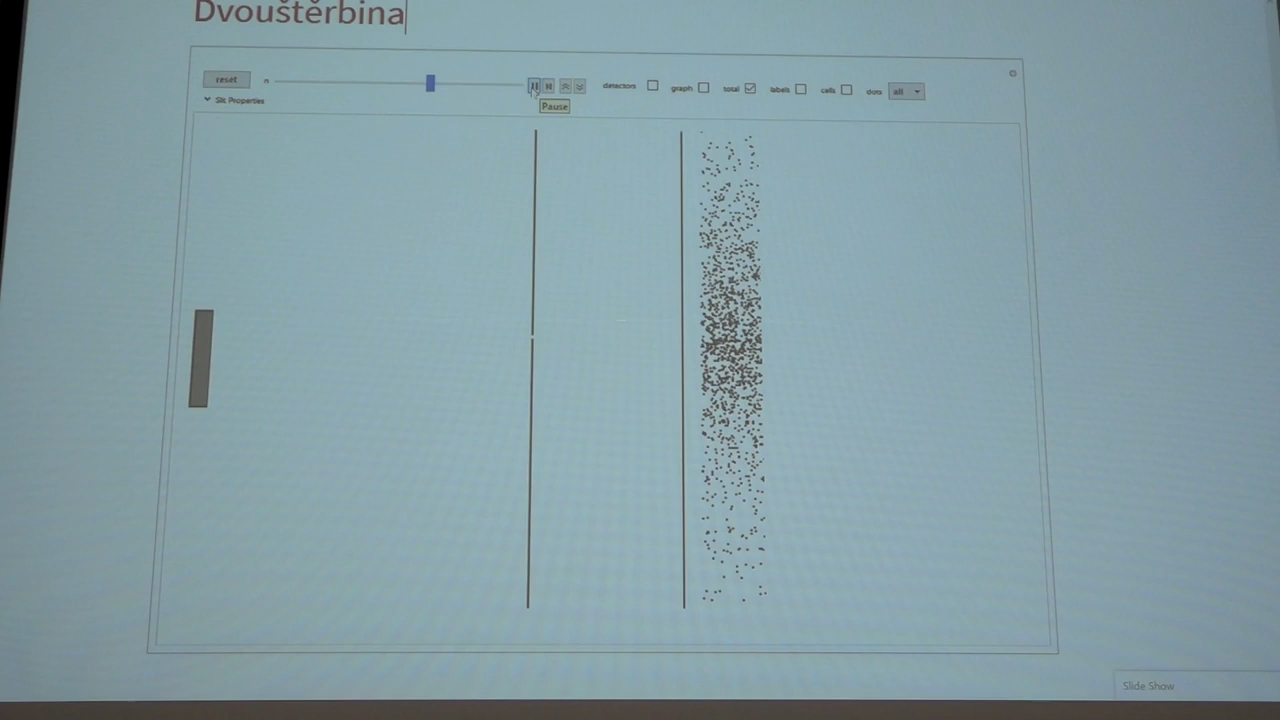 Dvouštěrbina
reset n detectors graph total labels cells dots all
Slit Properties
Pause
Slide Show